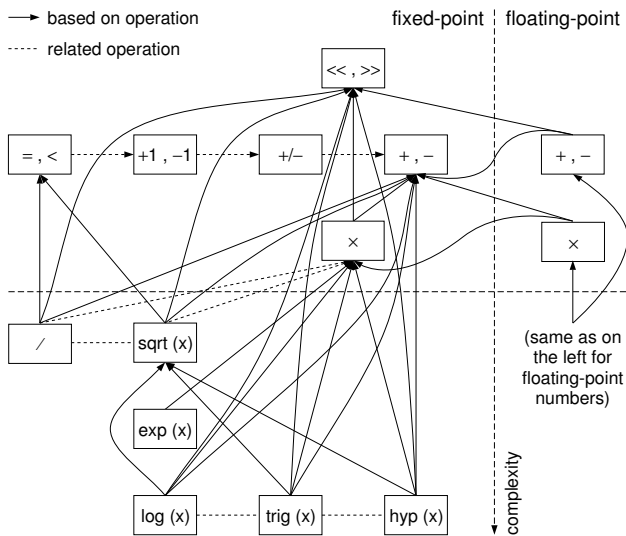 based on operation
related operation
fixed-point
floating-point
<< , >>
= , <
+1 , −1
+/−
+ , −
+ , −
×
×
/
sqrt (x)
(same as on
the left for
floating-point
numbers)
exp (x)
log (x)
trig (x)
hyp (x)
complexity